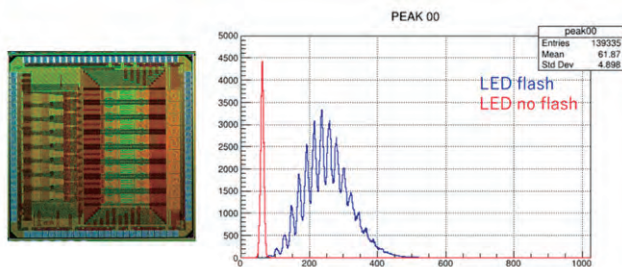 PEAK 00
peak00
Entries 139335
Mean 61.87
Std Dev 4.898
LED flash
LED no flash
5000
4500
4000
3500
3000
2500
2000
1500
1000
500
0
0 200 400 600 800 1000